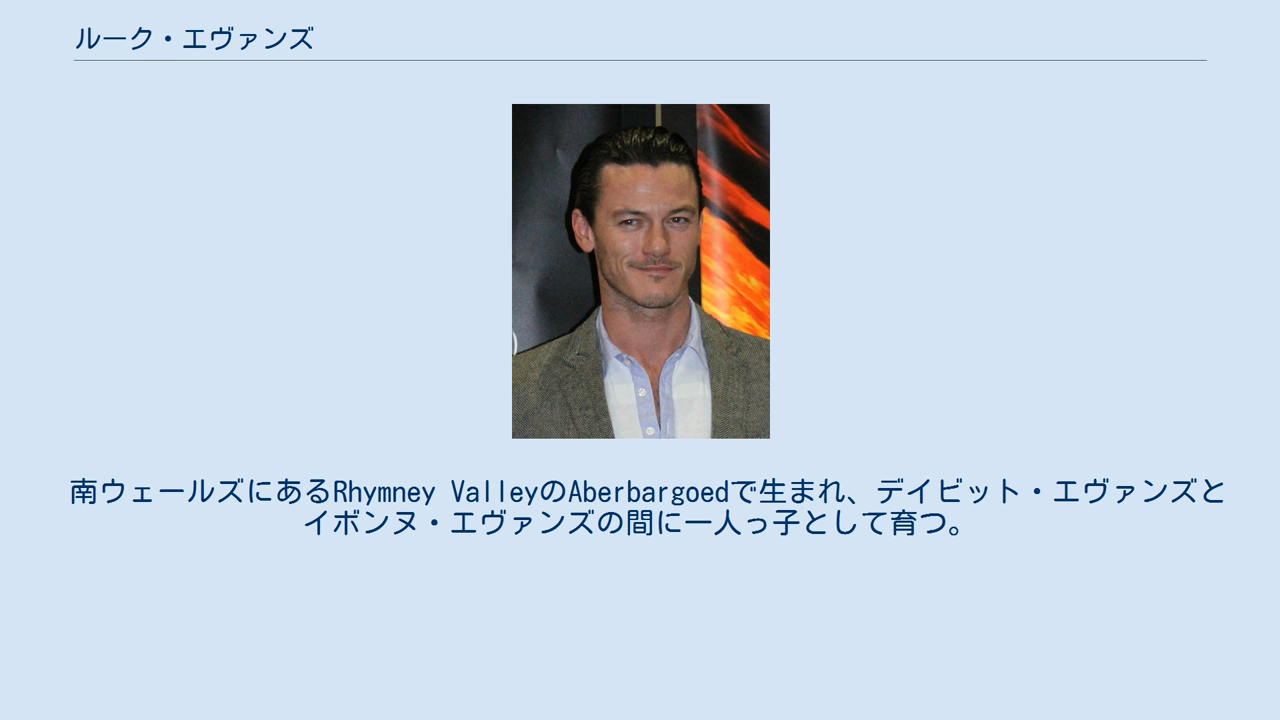 ルーク・エヴァンズ
南ウェールズにあるRhymney ValleyのAberbargoedで生まれ、デイビット・エヴァンズと
イボンヌ・エヴァンズの間に一人っ子として育つ。